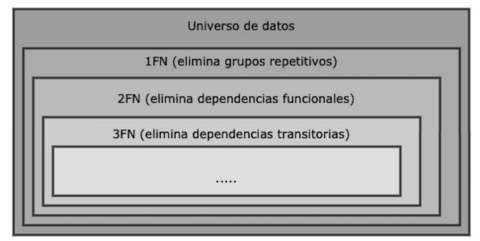 Universo de datos
1FN (elimina grupos repetitivos)
2FN (elimina dependencias funcionales)
3FN (elimina dependencias transitorias)
.....